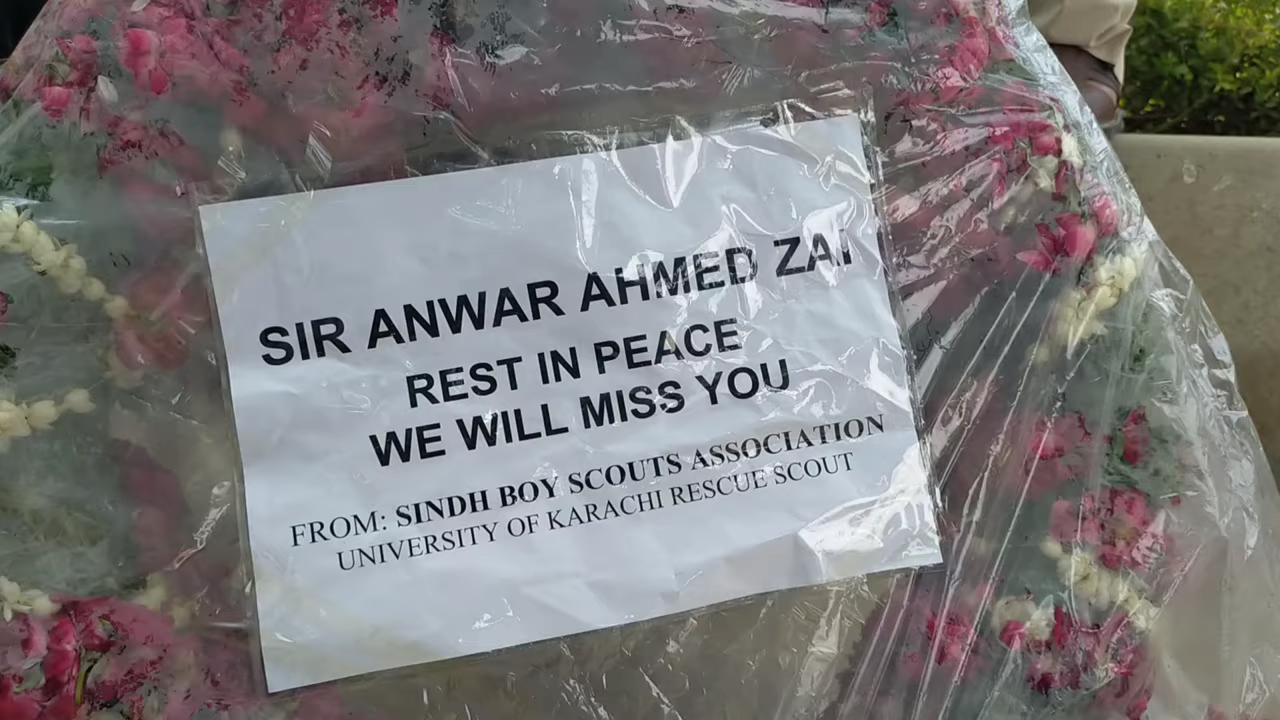 SIR ANWAR AHMED ZAI
REST IN PEACE
WE WILL MISS YOU
FROM: SINDH BOY SCOUTS ASSOCIATION
UNIVERSITY OF KARACHI RESCUE SCOUT